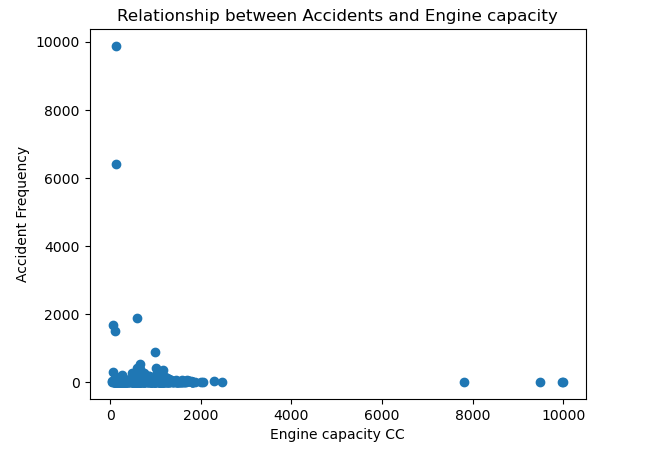 Relationship between Accidents and Engine capacity
10000
8000
6000
4000
2000
0
Accident Frequency
0 2000 4000 6000 8000 10000
Engine capacity CC